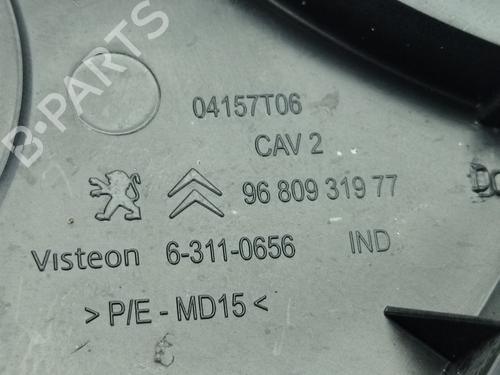 04157T06
CAV 2
96 809 319 77
Visteon 6-311-0656 IND
> P/E - MD15 <
B-PARTS